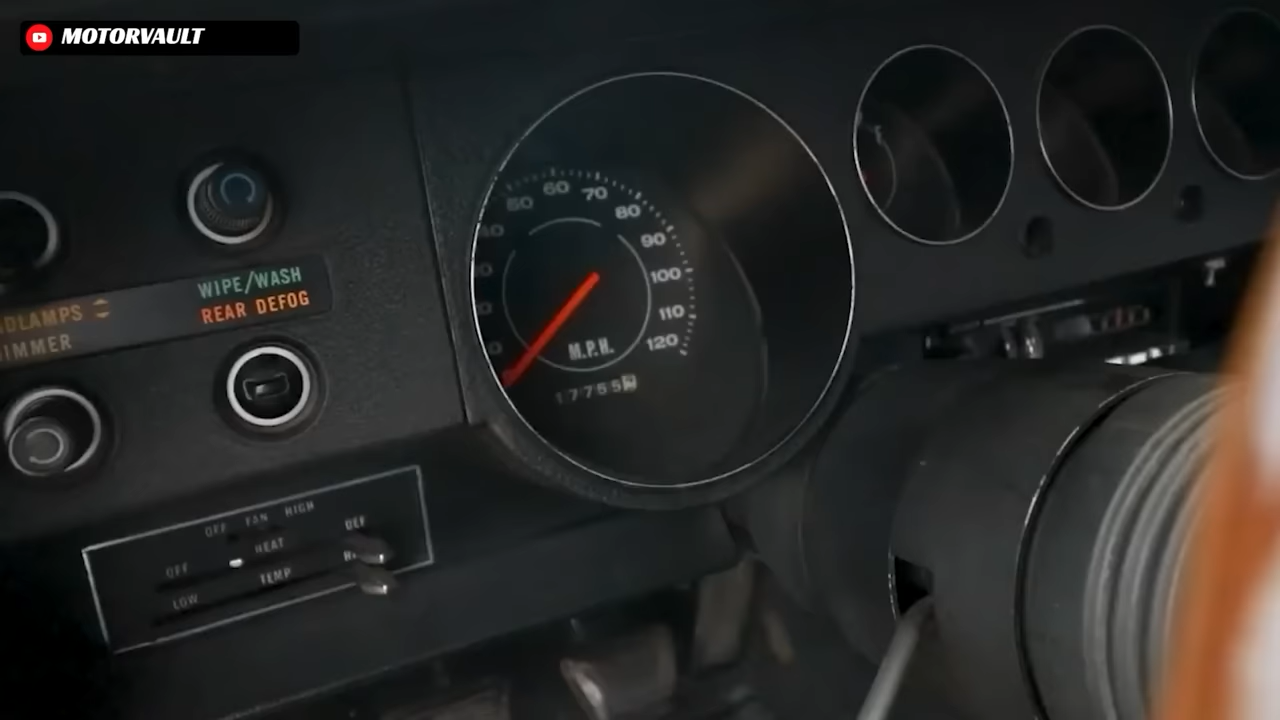 MOTORVAULT
WIPE/WASH
REAR DEFOG
50 60 70 80 90 100 110 120
M.P.H.
OFF FAN HIGH
DEF
OFF HEAT
TEMP
LOW